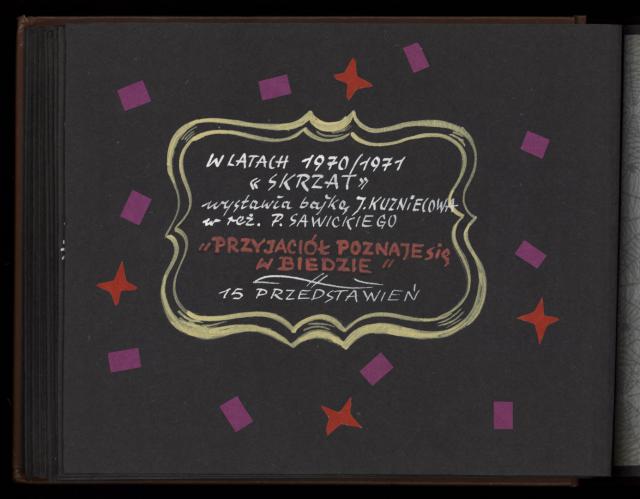 W LATACH 1970/1971
« SKRZAT »
wystawia bajkę J. KUZNIECOWA
w reż. P. SAWICKIEGO
„PRZYJACIÓŁ POZNAJE się
W BIEDZIE "
15 PRZEDSTAWIEŃ